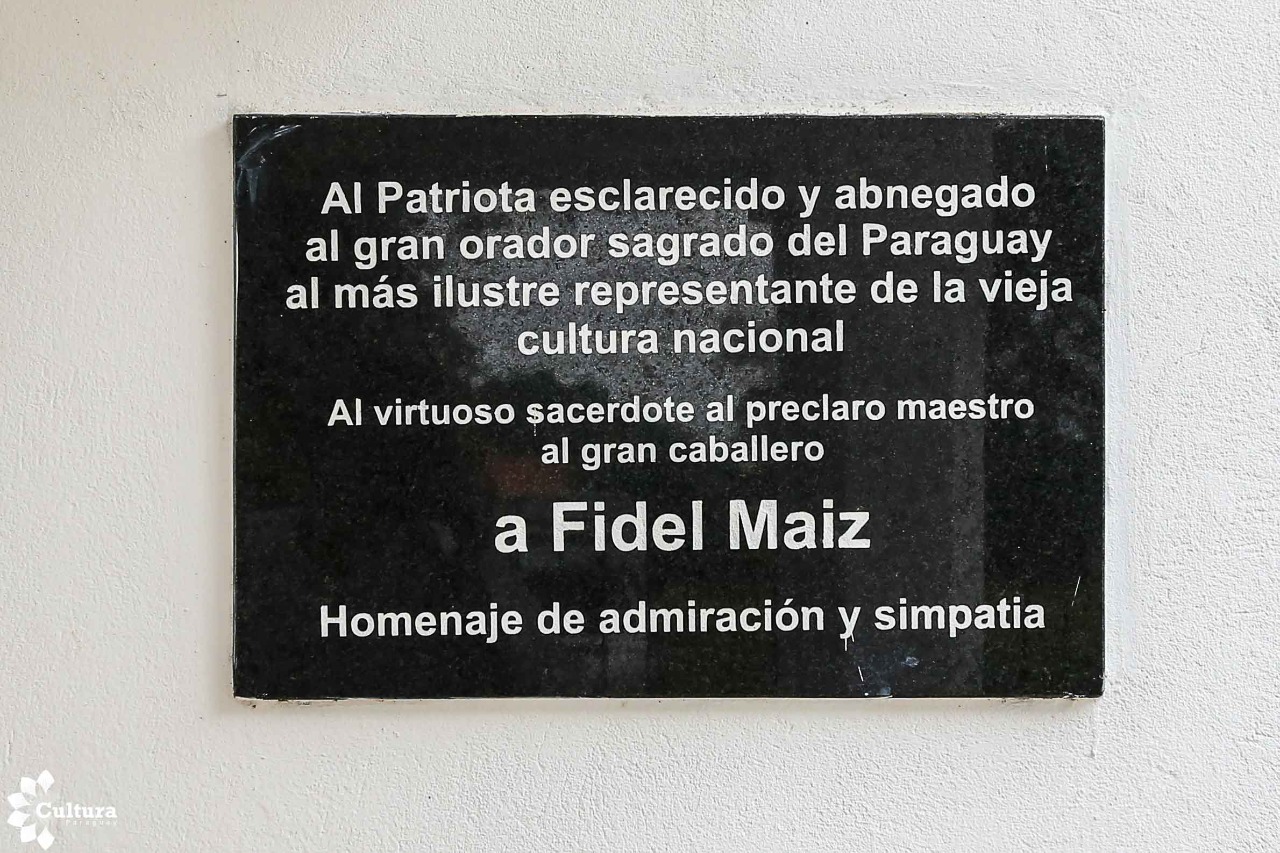 Al Patriota esclarecido y abnegado
al gran orador sagrado del Paraguay
al más ilustre representante de la vieja
cultura nacional
Al virtuoso sacerdote al preclaro maestro
al gran caballero
a Fidel Maiz
Homenaje de admiración y simpatia
Cultura
Paraguay